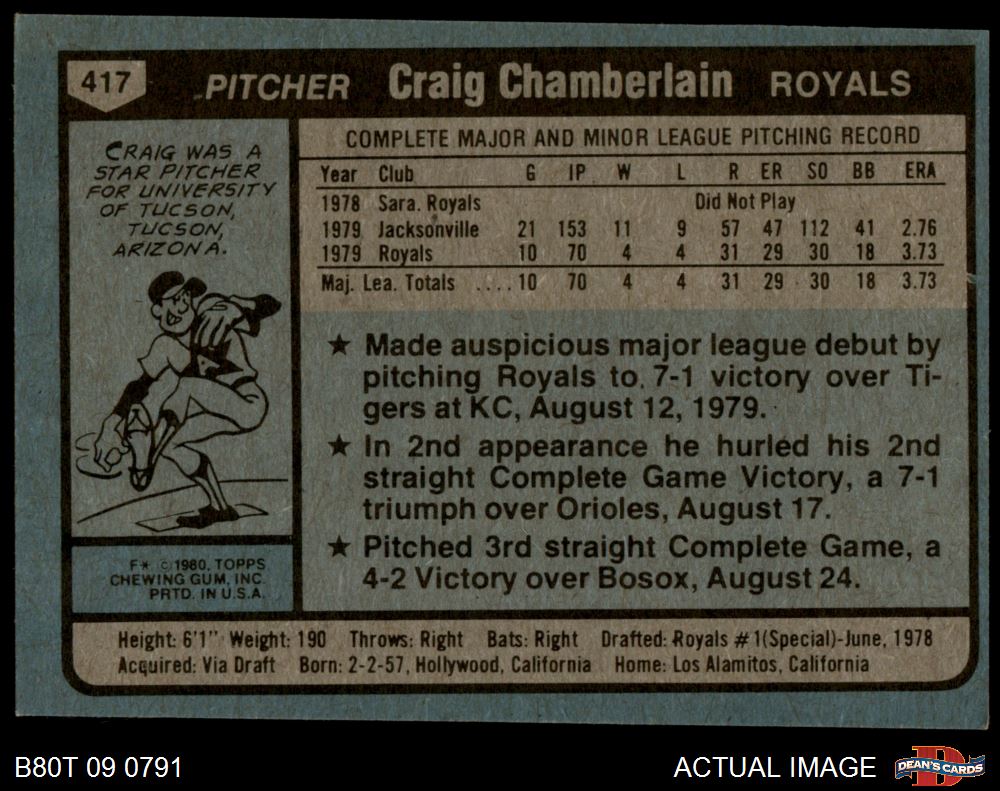 417 PITCHER Craig Chamberlain ROYALS
CRAIG WAS A
STAR PITCHER
FOR UNIVERSITY
OF TUCSON,
TUCSON,
ARIZONA.
F* © 1980, TOPPS
CHEWING GUM, INC.
PRTD. IN U.S.A.
COMPLETE MAJOR AND MINOR LEAGUE PITCHING RECORD
Year Club G IP W L R ER SO BB ERA
1978 Sara. Royals Did Not Play
1979 Jacksonville 21 153 11 9 57 47 112 41 2.76
1979 Royals 10 70 4 4 31 29 30 18 3.73
Maj. Lea. Totals ....10 70 4 4 31 29 30 18 3.73
★ Made auspicious major league debut by
pitching Royals to 7-1 victory over Ti-
gers at KC, August 12, 1979.
★ In 2nd appearance he hurled his 2nd
straight Complete Game Victory, a 7-1
triumph over Orioles, August 17.
★ Pitched 3rd straight Complete Game, a
4-2 Victory over Bosox, August 24.
Height: 6'1" Weight: 190 Throws: Right Bats: Right Drafted: Royals #1(Special)-June, 1978
Acquired: Via Draft Born: 2-2-57, Hollywood, California Home: Los Alamitos, California
B80T 09 0791
ACTUAL IMAGE
DEAN'S CARDS